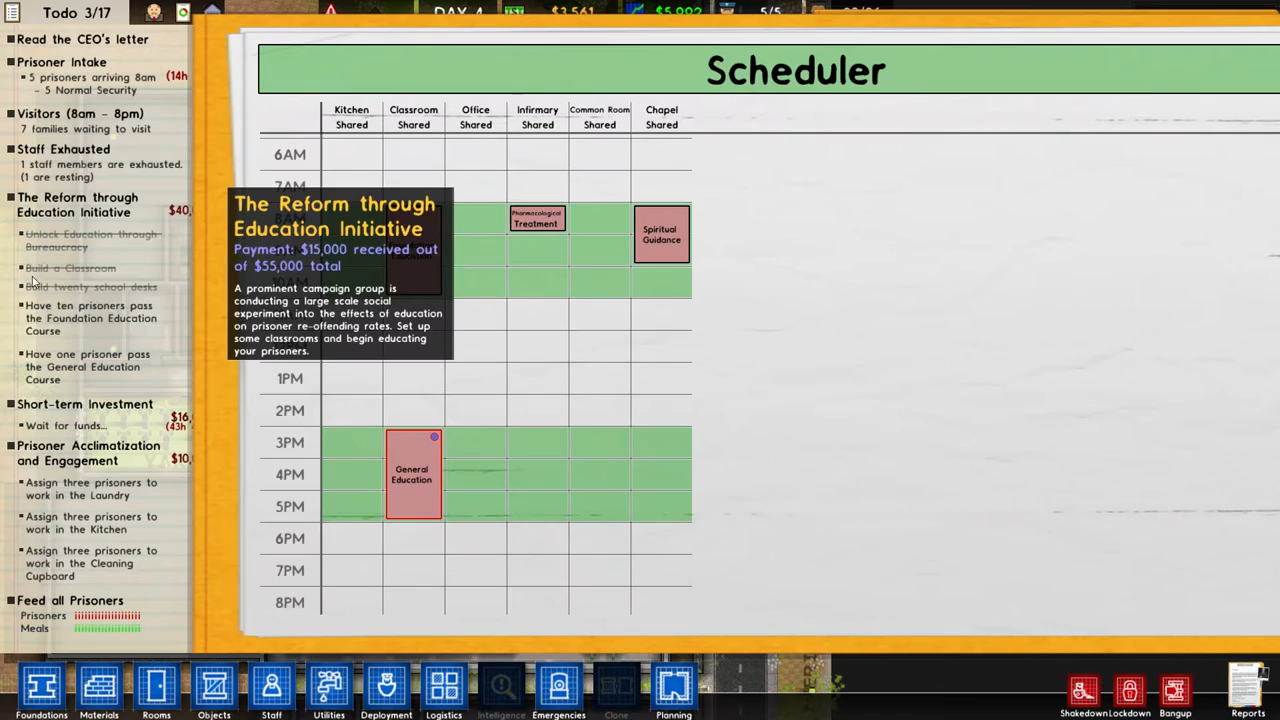 Todo 3/17
DAY 4
$3,561
$5,992
5/5
Read the CEO's letter
Prisoner Intake
5 prisoners arriving 8am (14h
- 5 Normal Security
Visitors (8am - 8pm)
7 families waiting to visit
Staff Exhausted
1 staff members are exhausted.
(1 are resting)
The Reform through
Education Initiative $40,
Unlock Education through
Bureaucracy
Build a Classroom
Build twenty school desks
Have ten prisoners pass
the Foundation Education
Course
Have one prisoner pass
the General Education
Course
Short-term Investment $16,
Wait for funds... (43h
Prisoner Acclimatization
and Engagement $10,
Assign three prisoners to
work in the Laundry
Assign three prisoners to
work in the Kitchen
Assign three prisoners to
work in the Cleaning
Cupboard
Feed all Prisoners
Prisoners
Meals
Scheduler
Kitchen Classroom Office Infirmary Common Room Chapel
Shared Shared Shared Shared Shared Shared
6AM
7AM
The Reform through
Education Initiative
Payment: $15,000 received out
of $55,000 total
A prominent campaign group is
conducting a large scale social
experiment into the effects of education
on prisoner re-offending rates. Set up
some classrooms and begin educating
your prisoners.
Pharmacological
Treatment
Spiritual
Guidance
1PM
2PM
3PM
4PM
5PM
6PM
7PM
8PM
General
Education
Foundations Materials Rooms Objects Staff Utilities Deployment Logistics Intelligence Emergencies Clone Planning
Shakedown Lockdown Bangup Reports